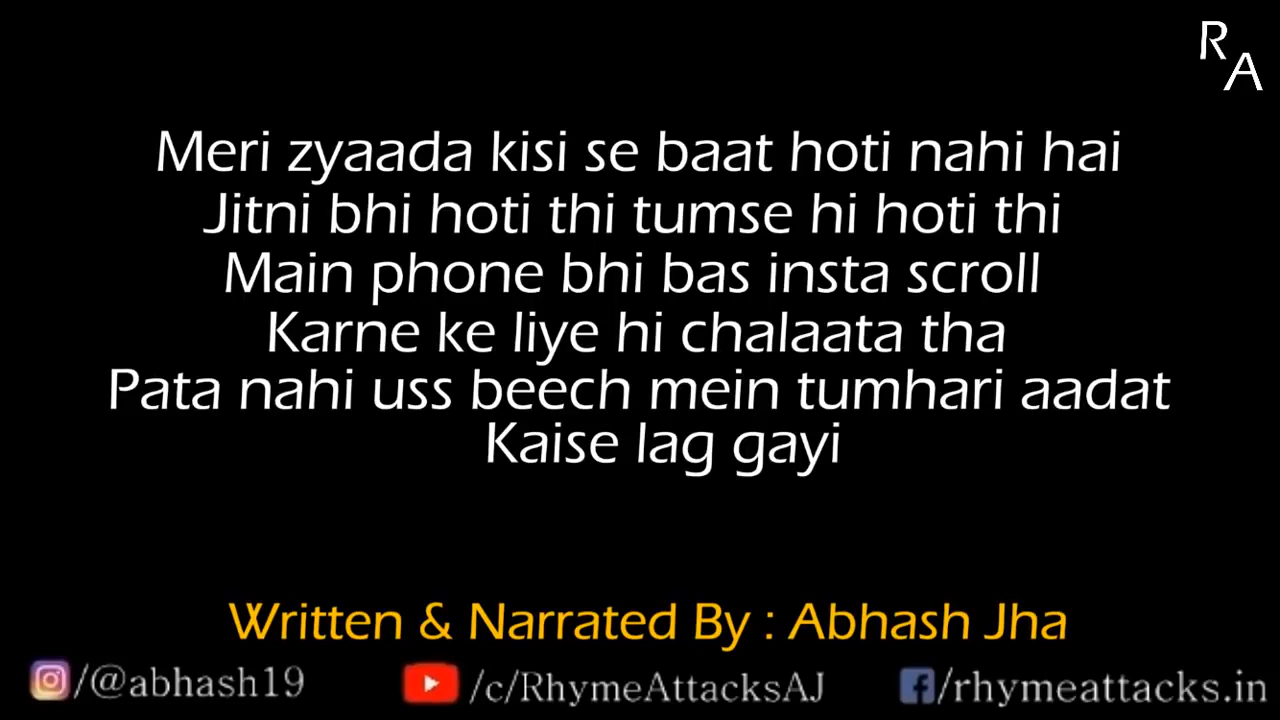 R
A
Meri zyaada kisi se baat hoti nahi hai
Jitni bhi hoti thi tumse hi hoti thi
Main phone bhi bas insta scroll
Karne ke liye hi chalaata tha
Pata nahi uss beech mein tumhari aadat
Kaise lag gayi
Written & Narrated By : Abhash Jha
/@abhash19 /c/RhymeAttacksAJ /rhymeattacks.in